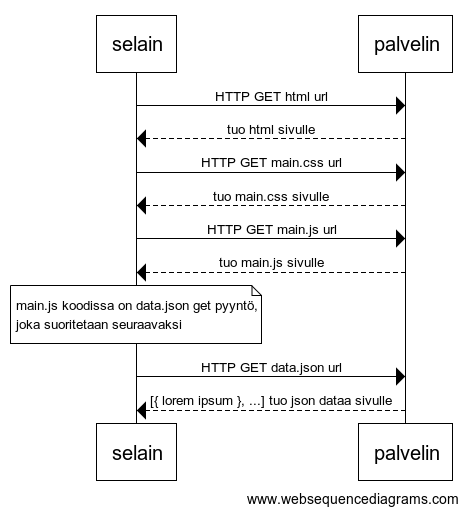 selain
palvelin
HTTP GET html url
tuo html sivulle
HTTP GET main.css url
tuo main.css sivulle
HTTP GET main.js url
tuo main.js sivulle
main.js koodissa on data.json get pyyntö,
joka suoritetaan seuraavaksi
HTTP GET data.json url
[{ lorem ipsum }, ...] tuo json dataa sivulle
selain
palvelin
www.websequencediagrams.com